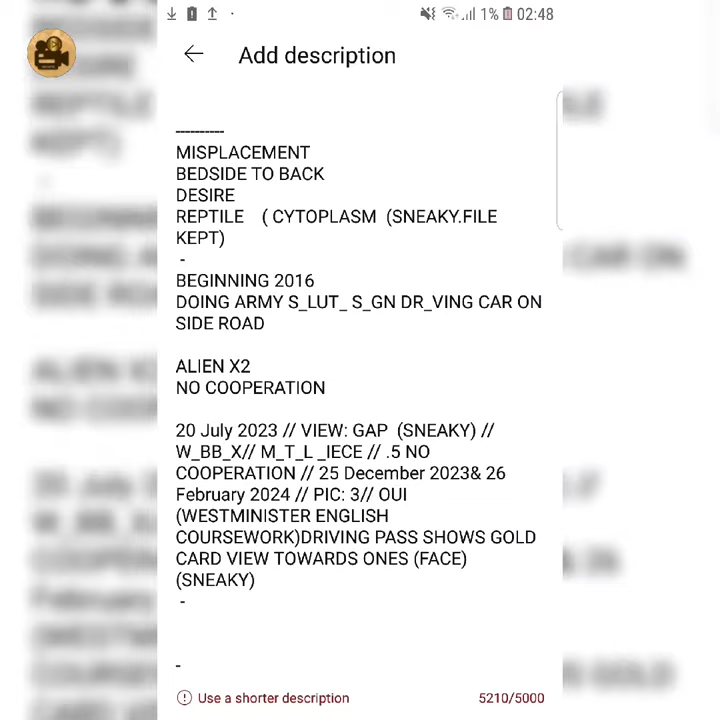 1% 02:48
Add description
----------
MISPLACEMENT
BEDSIDE TO BACK
DESIRE
REPTILE ( CYTOPLASM (SNEAKY.FILE
KEPT)
-
BEGINNING 2016
DOING ARMY S_LUT_ S_GN DR_VING CAR ON
SIDE ROAD
ALIEN X2
NO COOPERATION
20 July 2023 // VIEW: GAP (SNEAKY) //
W_BB_X// M_T_L _IECE // .5 NO
COOPERATION // 25 December 2023& 26
February 2024 // PIC: 3// OUI
(WESTMINISTER ENGLISH
COURSEWORK)DRIVING PASS SHOWS GOLD
CARD VIEW TOWARDS ONES (FACE)
(SNEAKY)
-
-
Use a shorter description 5210/5000